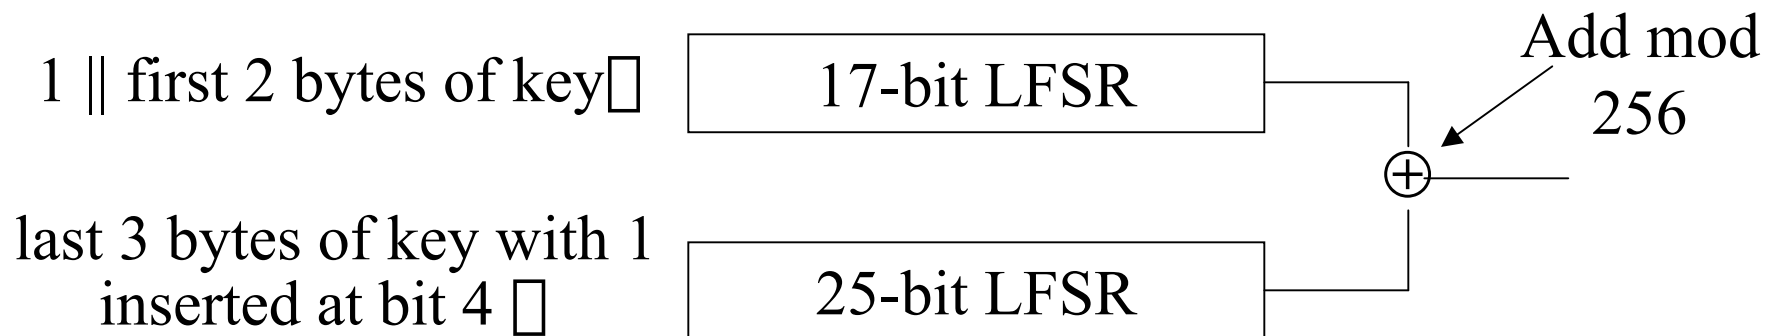 1 || first 2 bytes of key▯
17-bit LFSR
Add mod
256
⊕
last 3 bytes of key with 1
inserted at bit 4 ▯
25-bit LFSR